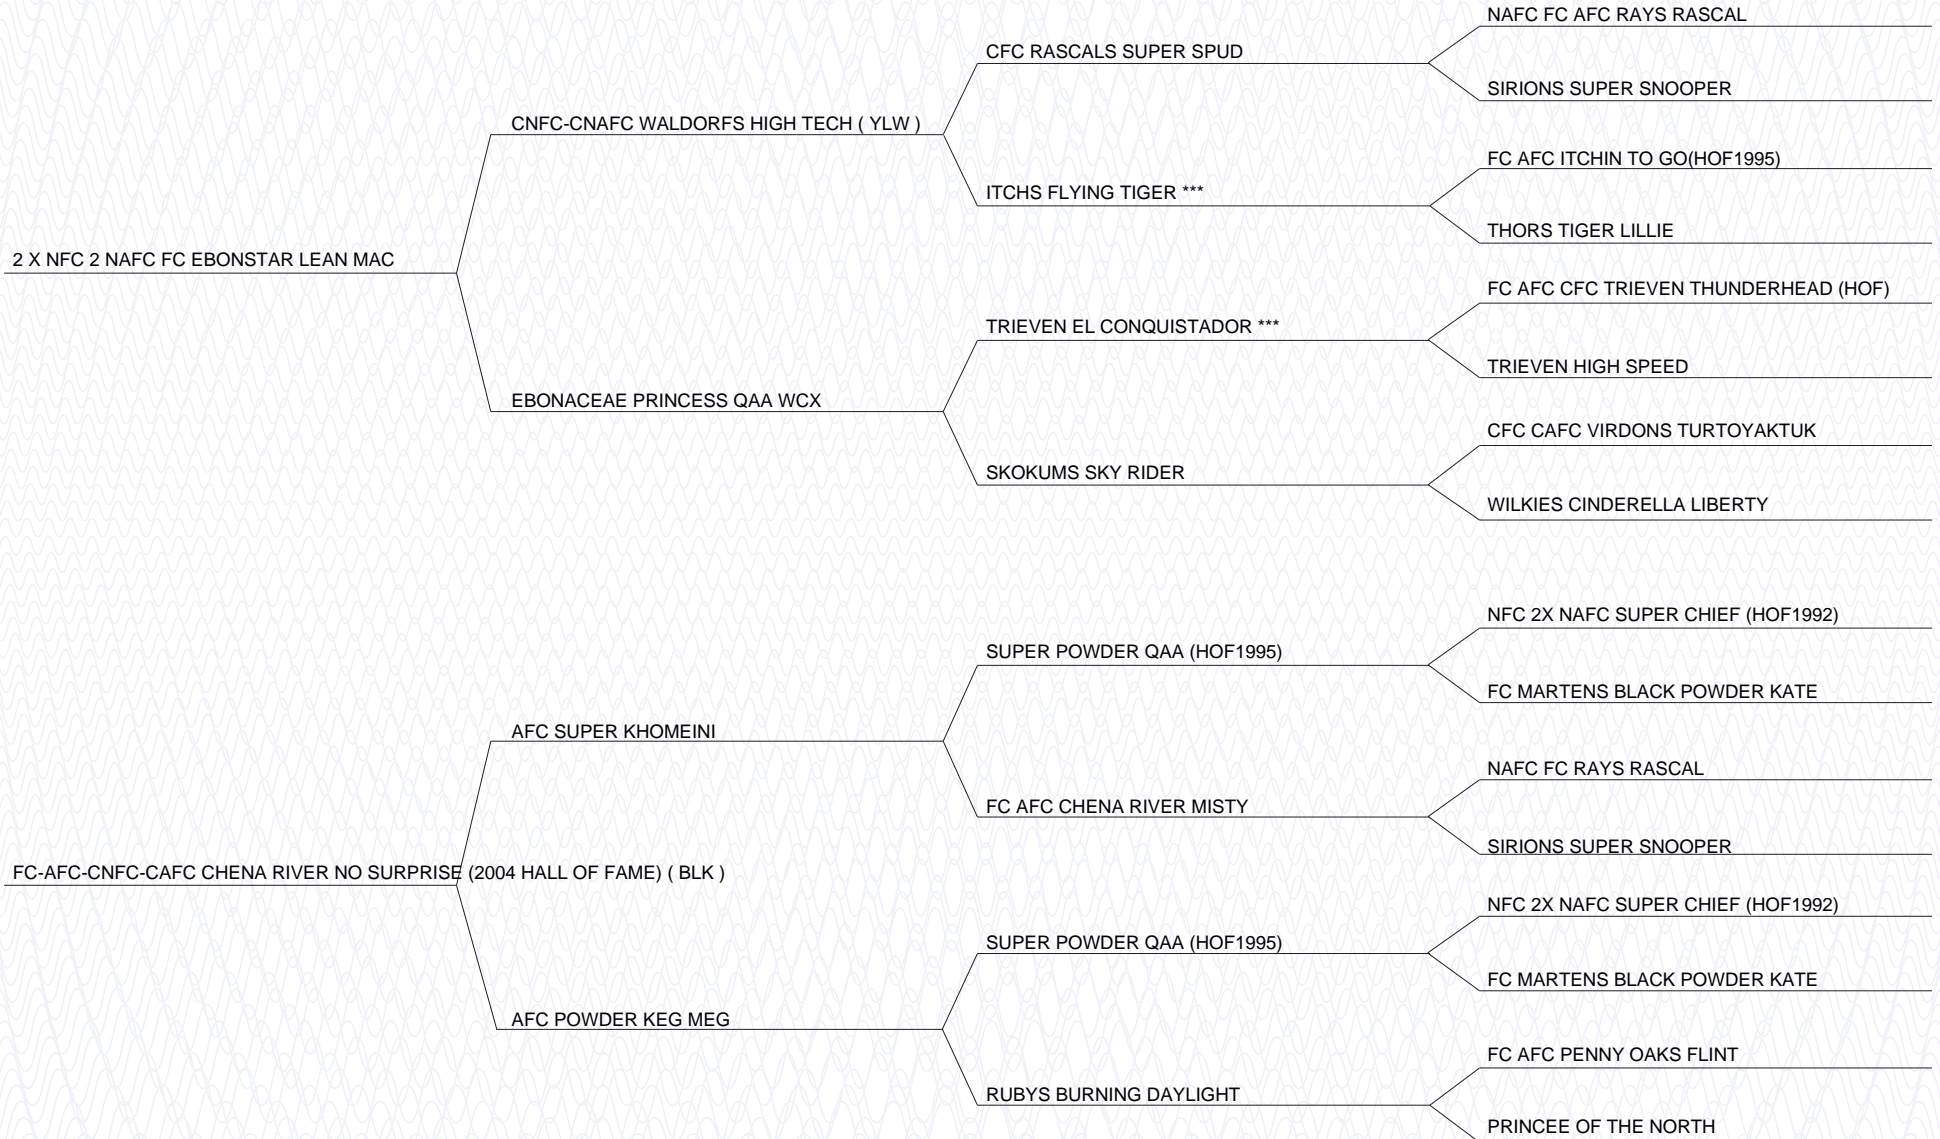 NAFC FC AFC RAYS RASCAL
CFC RASCALS SUPER SPUD
SIRIONS SUPER SNOOPER
CNFC-CNAFC WALDORFS HIGH TECH ( YLW )
FC AFC ITCHIN TO GO(HOF1995)
ITCHS FLYING TIGER ***
THORS TIGER LILLIE
2 X NFC 2 NAFC FC EBONSTAR LEAN MAC
FC AFC CFC TRIEVEN THUNDERHEAD (HOF)
TRIEVEN EL CONQUISTADOR ***
TRIEVEN HIGH SPEED
EBONACEAE PRINCESS QAA WCX
CFC CAFC VIRDONS TURTOYAKTUK
SKOKUMS SKY RIDER
WILKIES CINDERELLA LIBERTY
NFC 2X NAFC SUPER CHIEF (HOF1992)
SUPER POWDER QAA (HOF1995)
FC MARTENS BLACK POWDER KATE
AFC SUPER KHOMEINI
NAFC FC RAYS RASCAL
FC AFC CHENA RIVER MISTY
SIRIONS SUPER SNOOPER
FC-AFC-CNFC-CAFC CHENA RIVER NO SURPRISE (2004 HALL OF FAME) ( BLK )
NFC 2X NAFC SUPER CHIEF (HOF1992)
SUPER POWDER QAA (HOF1995)
FC MARTENS BLACK POWDER KATE
AFC POWDER KEG MEG
FC AFC PENNY OAKS FLINT
RUBYS BURNING DAYLIGHT
PRINCEE OF THE NORTH